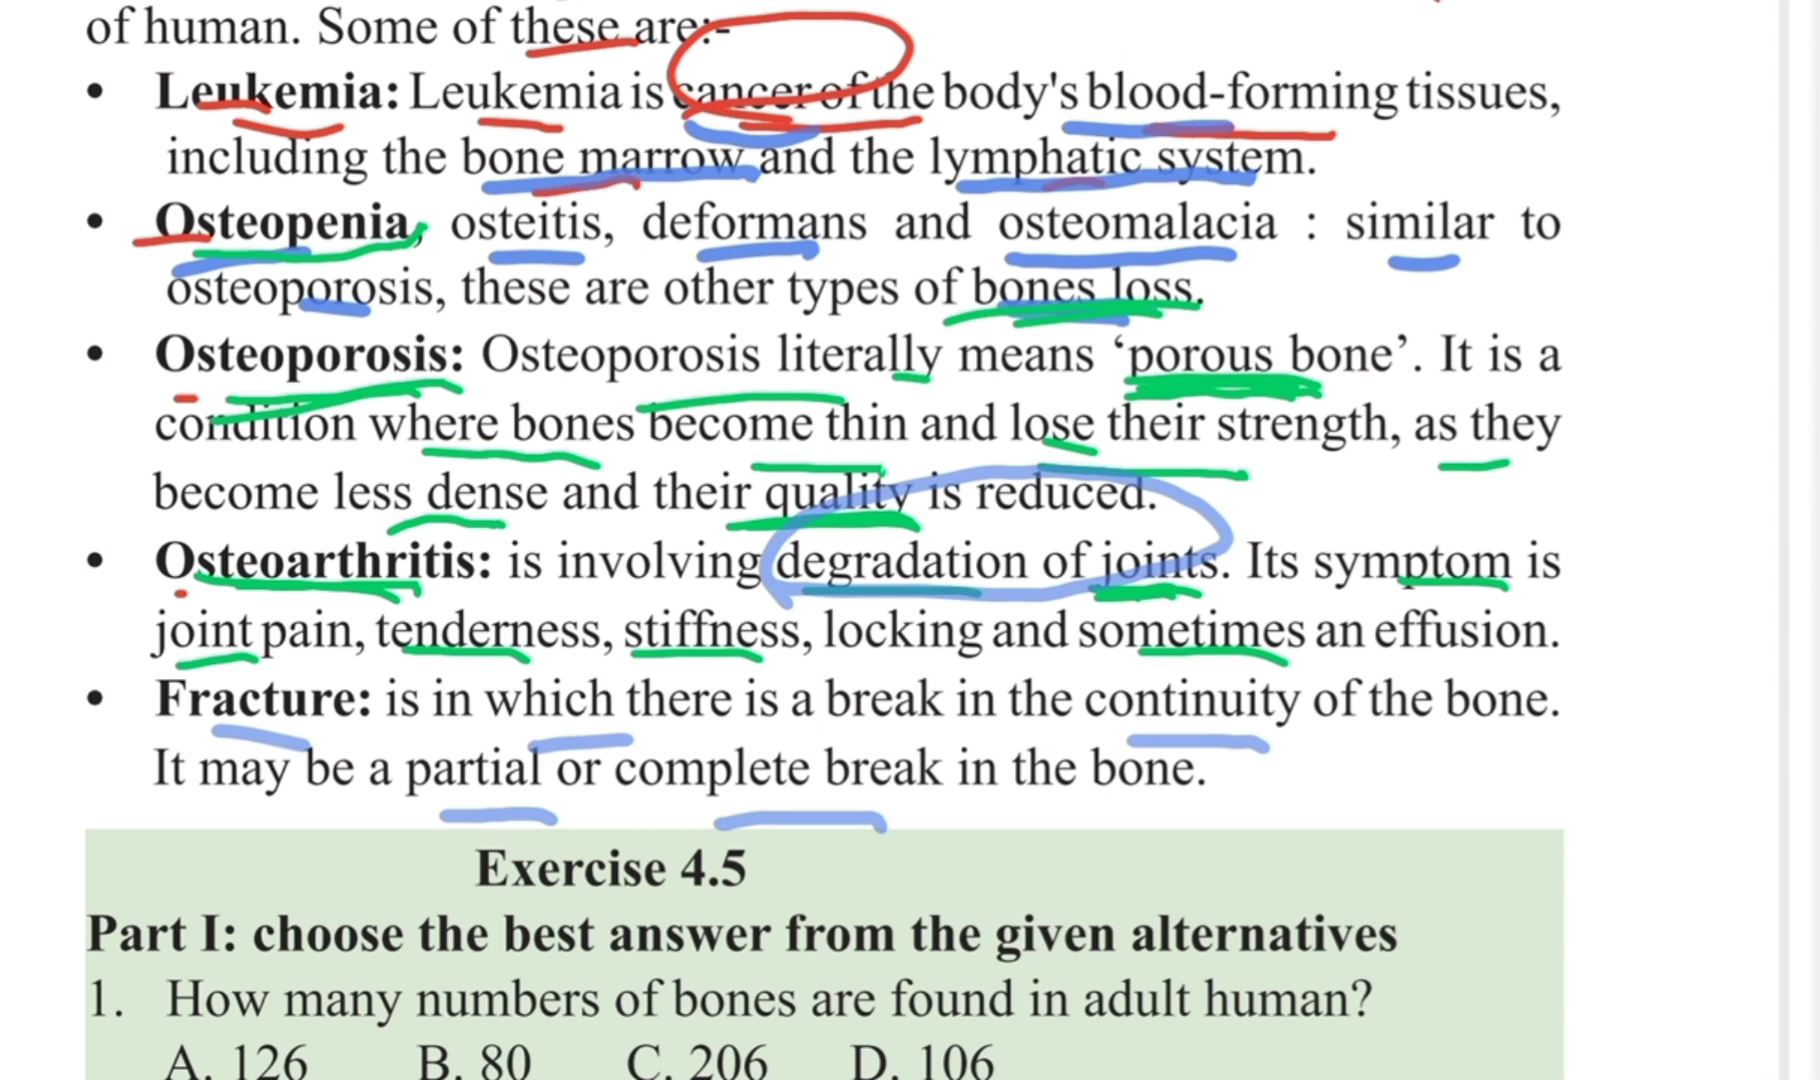 of human. Some of these are:-
• Leukemia: Leukemia is cancer of the body's blood-forming tissues,
including the bone marrow and the lymphatic system.
• Osteopenia, osteitis, deformans and osteomalacia : similar to
osteoporosis, these are other types of bones loss.
• Osteoporosis: Osteoporosis literally means ‘porous bone’. It is a
condition where bones become thin and lose their strength, as they
become less dense and their quality is reduced.
• Osteoarthritis: is involving degradation of joints. Its symptom is
joint pain, tenderness, stiffness, locking and sometimes an effusion.
• Fracture: is in which there is a break in the continuity of the bone.
It may be a partial or complete break in the bone.
Exercise 4.5
Part I: choose the best answer from the given alternatives
1. How many numbers of bones are found in adult human?
A. 126 B. 80 C. 206 D. 106